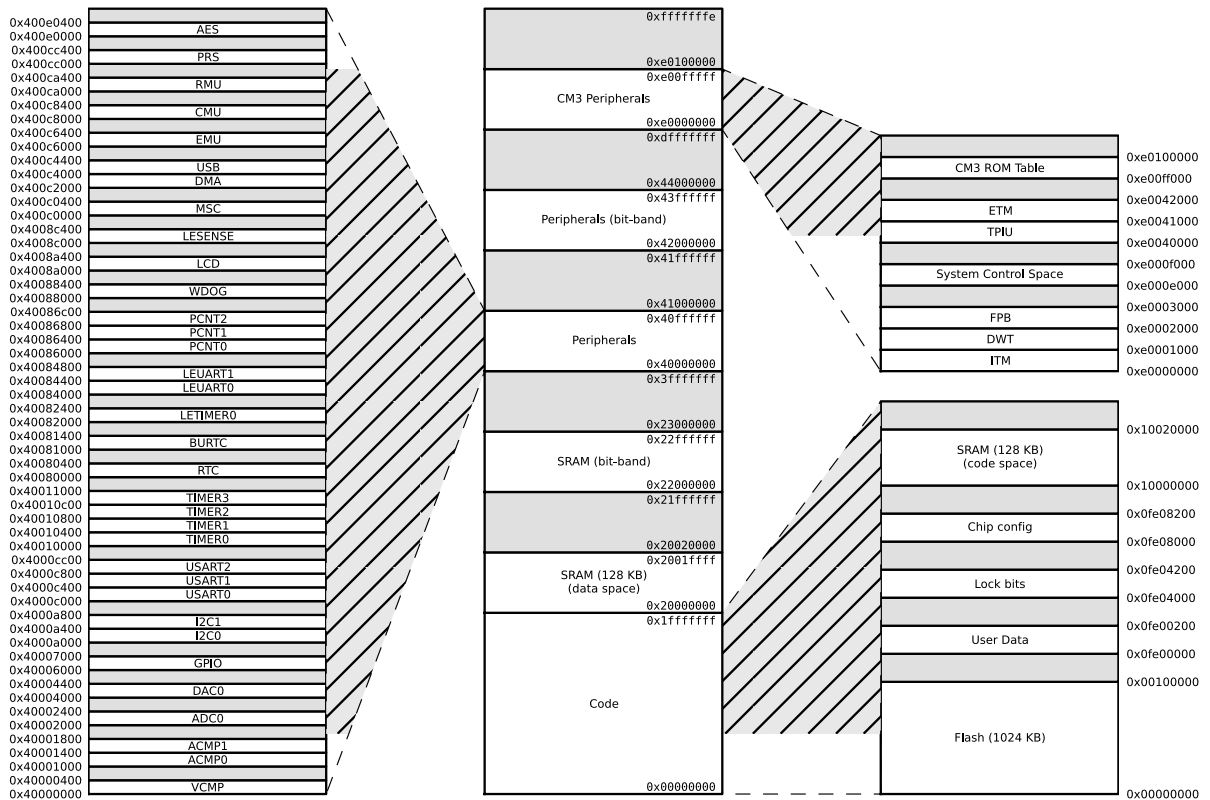 0x400e0400
AES
0x400e0000
0x400cc400
PRS
0x400cc000
0x400ca400
RMU
0x400ca000
0x400c8400
CMU
0x400c8000
0x400c6400
EMU
0x400c6000
0x400c4400
USB
0x400c4000
DMA
0x400c2000
0x400c0400
MSC
0x400c0000
0x4008c400
LESENSE
0x4008c000
0x4008a400
LCD
0x4008a000
0x40088400
WDOG
0x40088000
0x40086c00
PCNT2
0x40086800
PCNT1
0x40086400
PCNT0
0x40086000
0x40084800
LEUART1
0x40084400
LEUART0
0x40084000
0x40082400
LETIMER0
0x40082000
0x40081400
BURTC
0x40081000
0x40080400
RTC
0x40080000
0x40011000
TIMER3
0x40010c00
TIMER2
0x40010800
TIMER1
0x40010400
TIMER0
0x40010000
0x4000cc00
USART2
0x4000c800
USART1
0x4000c400
USART0
0x4000c000
0x4000a800
I2C1
0x4000a400
I2C0
0x4000a000
0x40007000
GPIO
0x40006000
0x40004400
DAC0
0x40004000
0x40002400
ADC0
0x40002000
0x40001800
ACMP1
0x40001400
ACMP0
0x40001000
0x40000400
VCMP
0x40000000
0xfffffffe
0xe0100000
0xe00fffff
CM3 Peripherals
0xe0000000
0xdfffffff
0x44000000
0x43ffffff
Peripherals (bit-band)
0x42000000
0x41ffffff
0x41000000
0x40ffffff
Peripherals
0x40000000
0x3fffffff
0x23000000
0x22ffffff
SRAM (bit-band)
0x22000000
0x21ffffff
0x20020000
0x2001ffff
SRAM (128 KB)
(data space)
0x20000000
0x1fffffff
Code
0x00000000
0xe0100000
CM3 ROM Table
0xe00ff000
0xe0042000
ETM
0xe0041000
TPIU
0xe0040000
0xe000f000
System Control Space
0xe000e000
0xe0003000
FPB
0xe0002000
DWT
0xe0001000
ITM
0xe0000000
0x10020000
SRAM (128 KB)
(code space)
0x10000000
0x0fe08200
Chip config
0x0fe08000
0x0fe04200
Lock bits
0x0fe04000
0x0fe00200
User Data
0x0fe00000
0x00100000
Flash (1024 KB)
0x00000000